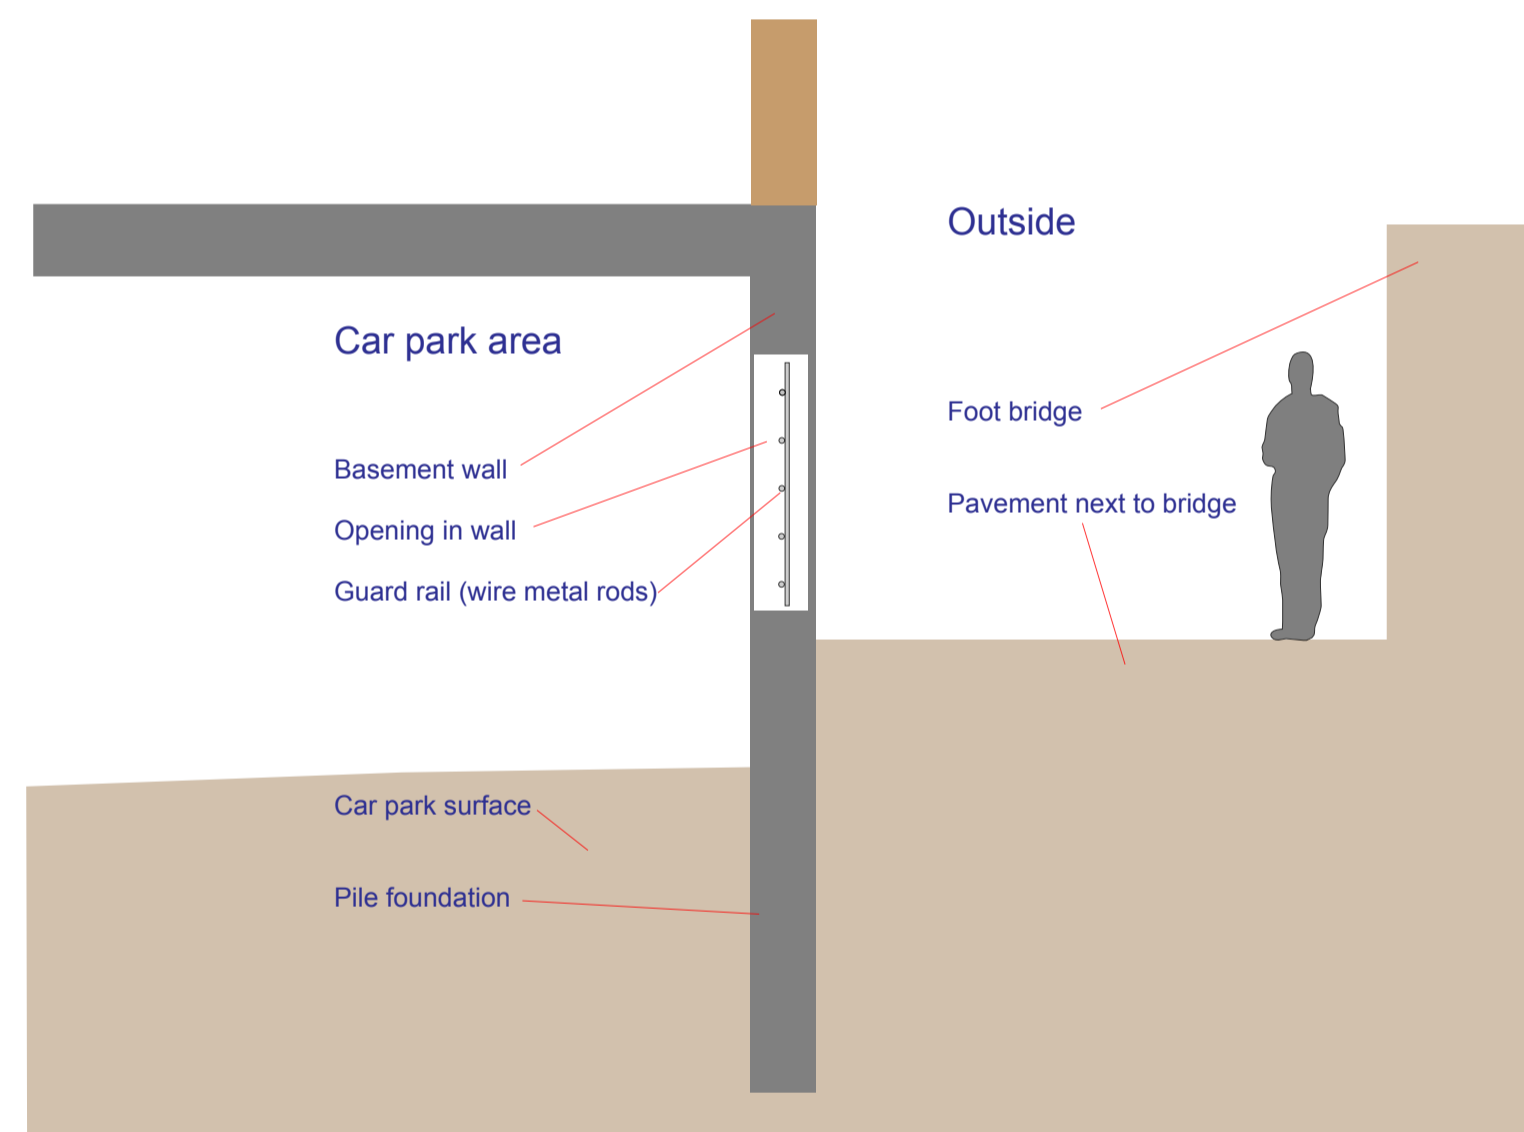 Outside
Car park area
Foot bridge
Basement wall
Pavement next to bridge
Opening in wall
Guard rail (wire metal rods)
Car park surface
Pile foundation